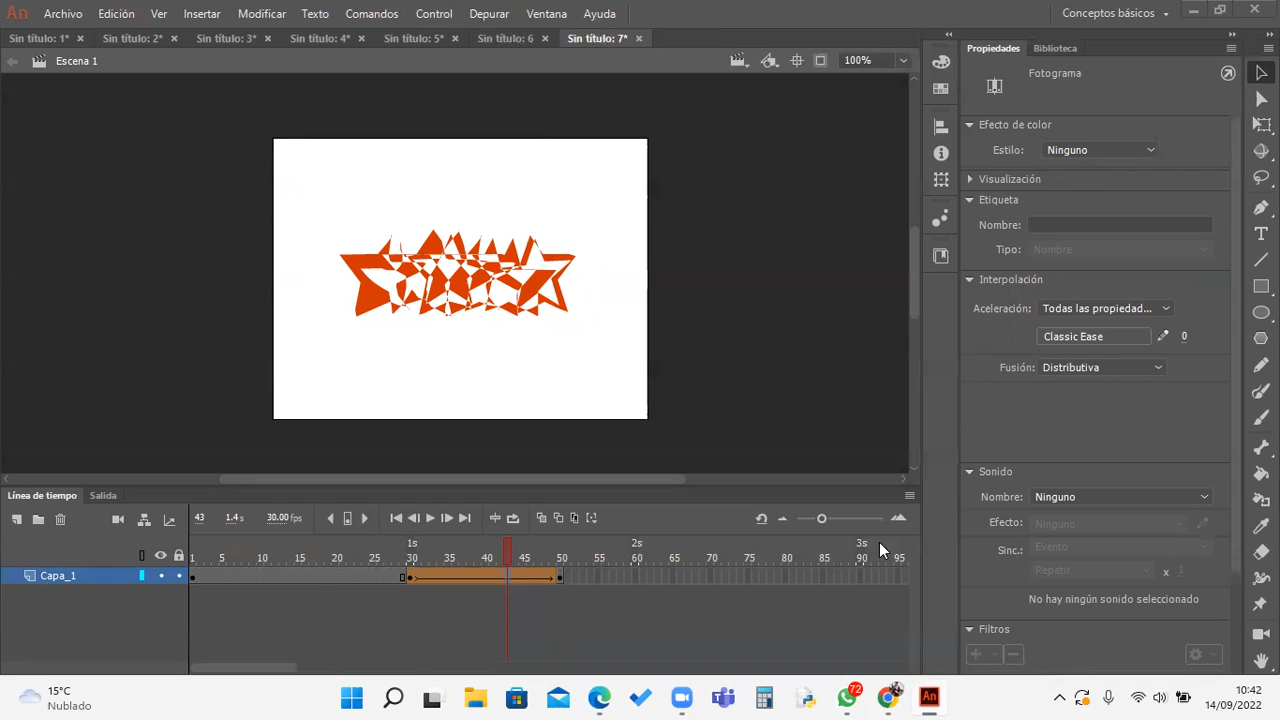 An Archivo Edición Ver Insertar Modificar Texto Comandos Control Depurar Ventana Ayuda Conceptos básicos
Sin título: 1* × Sin título: 2* × Sin título: 3* × Sin título: 4* × Sin título: 5* × Sin título: 6 × Sin título: 7* ×
Escena 1 100%
Propiedades Biblioteca
Fotograma
Efecto de color
Estilo: Ninguno
Visualización
Etiqueta
Nombre:
Tipo: Nombre
Interpolación
Aceleración: Todas las propiedad...
Classic Ease 0
Fusión: Distributiva
Sonido
Nombre: Ninguno
Efecto: Ninguno
Sinc.: Evento
Repetir x 1
No hay ningún sonido seleccionado
Filtros
Línea de tiempo Salida
43 1.4 s 30.00 fps
1s 2s 3s
1 5 10 15 20 25 30 35 40 45 50 55 60 65 70 75 80 85 90 95
Capa_1
15°C
Nublado
72
An
10:42
14/09/2022